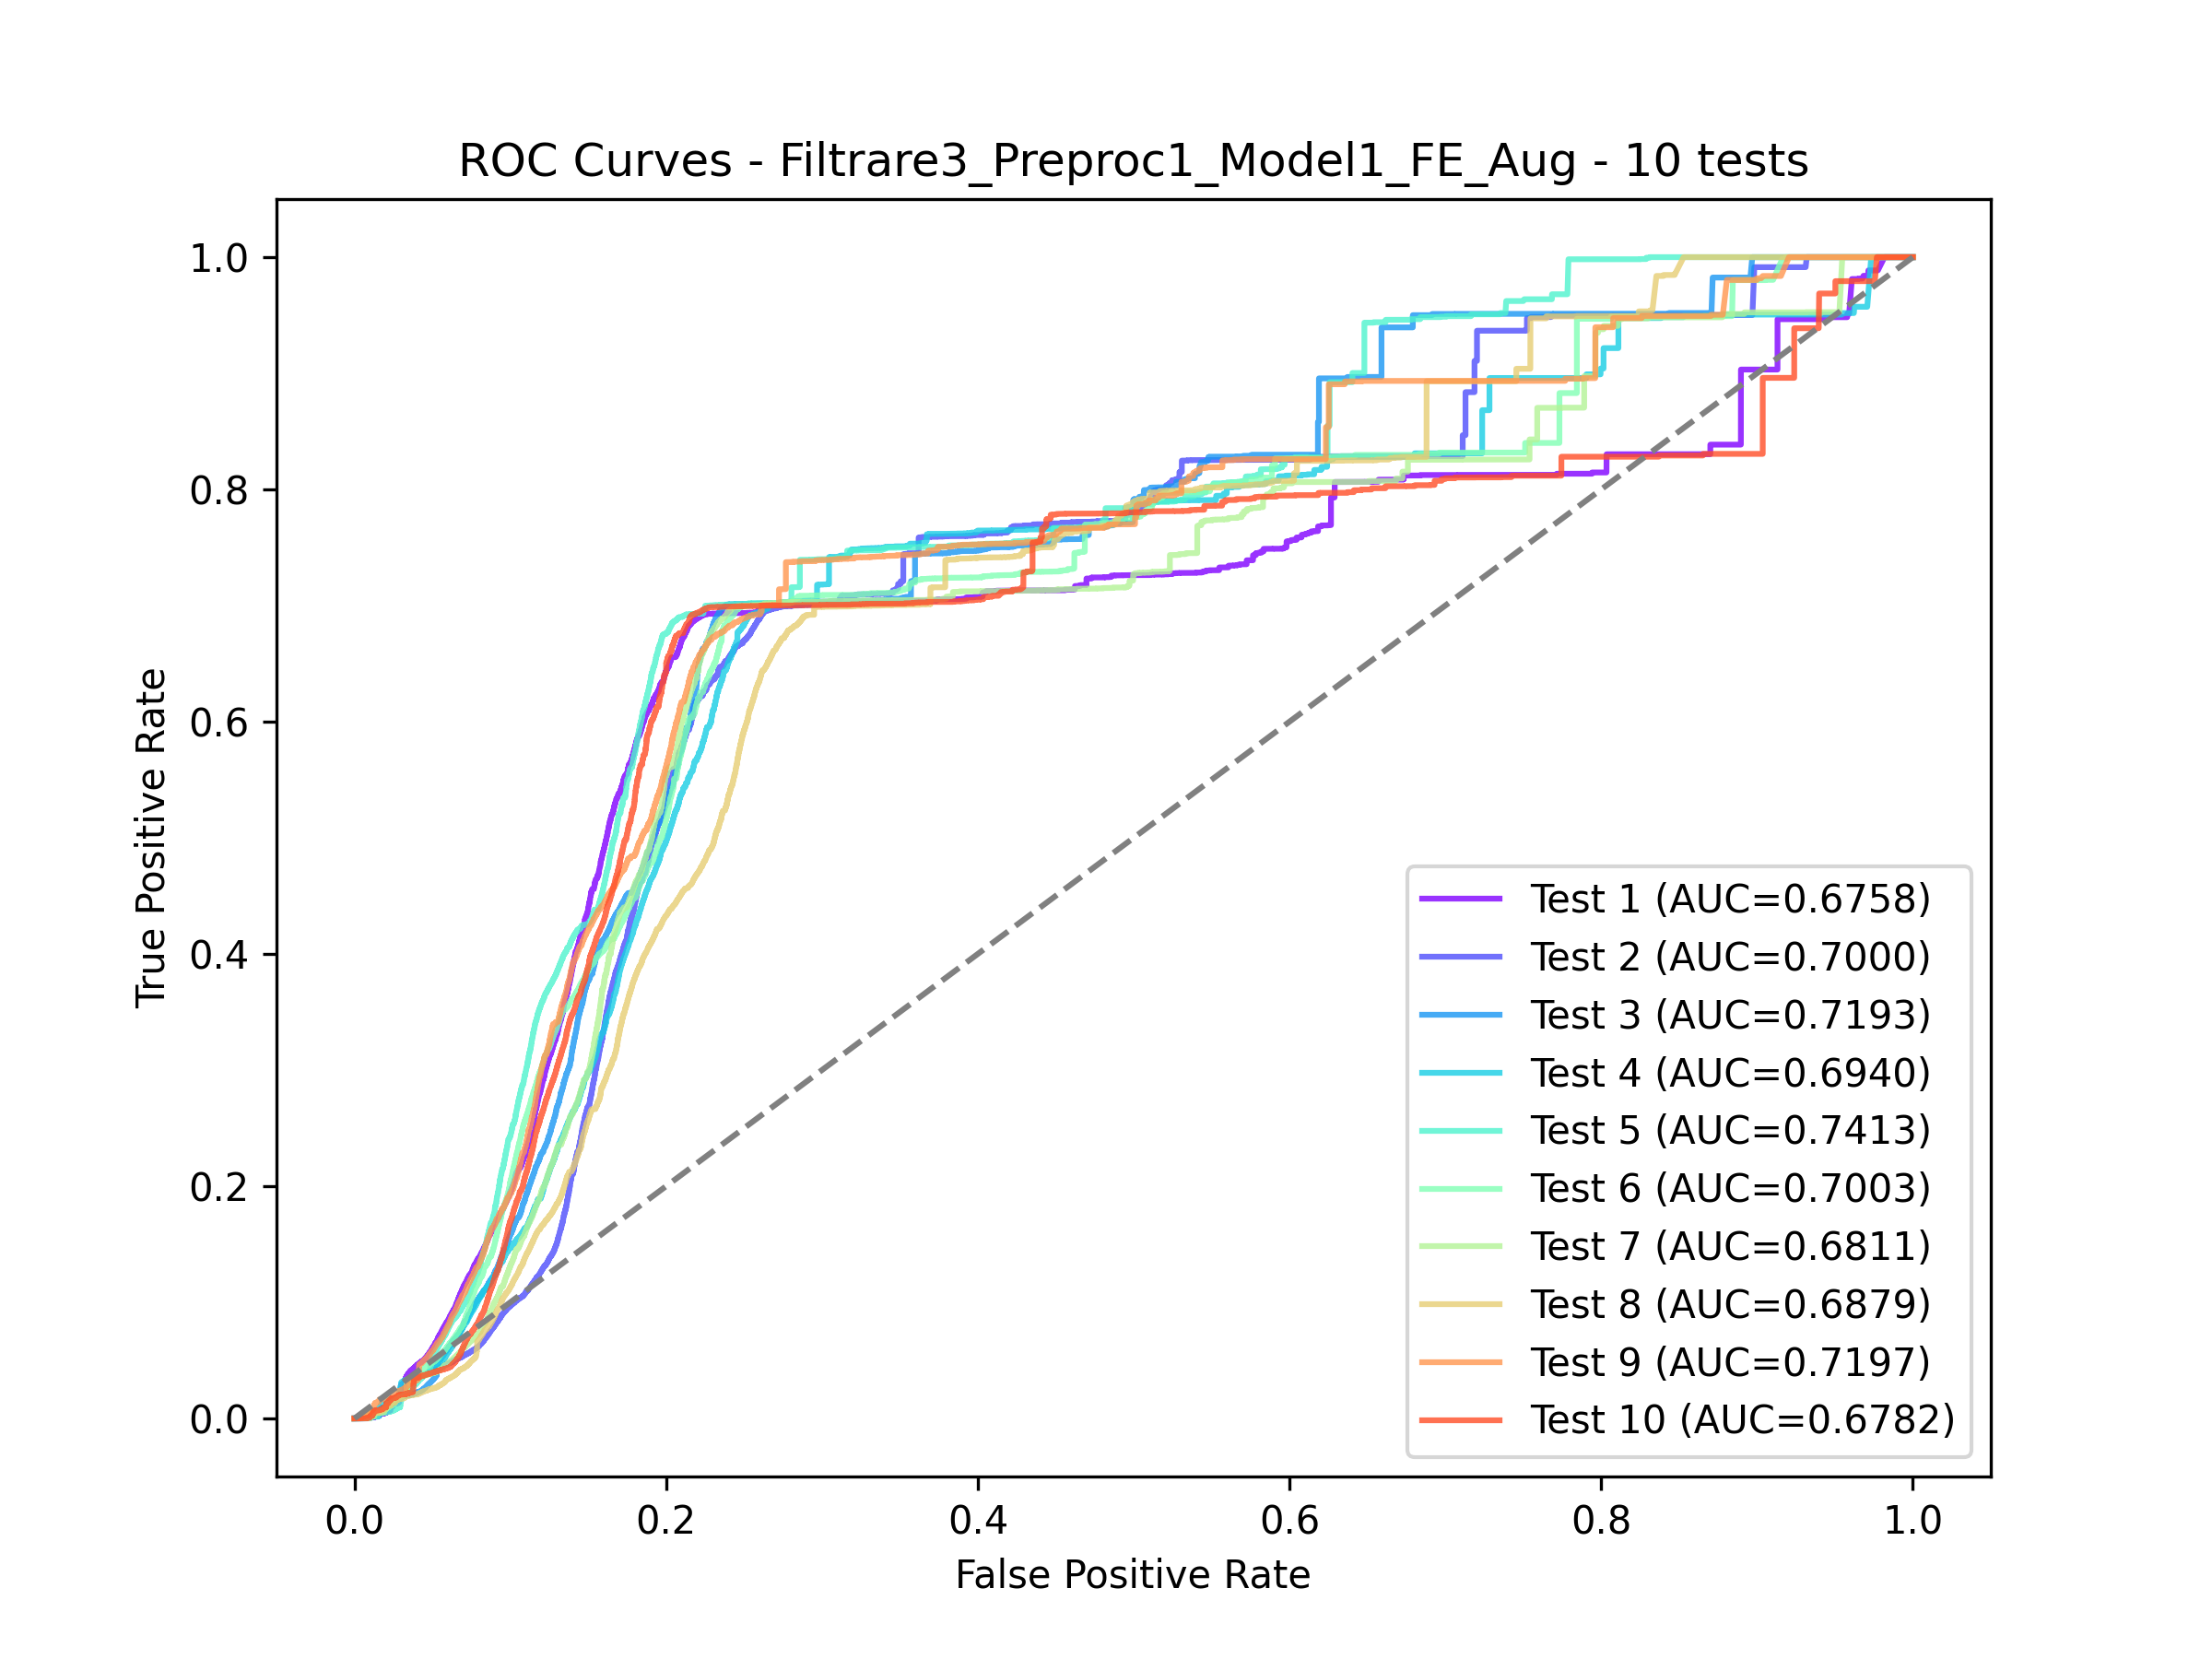 ROC Curves - Filtrare3_Preproc1_Model1_FE_Aug - 10 tests
True Positive Rate
1.0
0.8
0.6
0.4
0.2
0.0
Test 1 (AUC=0.6758)
Test 2 (AUC=0.7000)
Test 3 (AUC=0.7193)
Test 4 (AUC=0.6940)
Test 5 (AUC=0.7413)
Test 6 (AUC=0.7003)
Test 7 (AUC=0.6811)
Test 8 (AUC=0.6879)
Test 9 (AUC=0.7197)
Test 10 (AUC=0.6782)
0.0 0.2 0.4 0.6 0.8 1.0
False Positive Rate